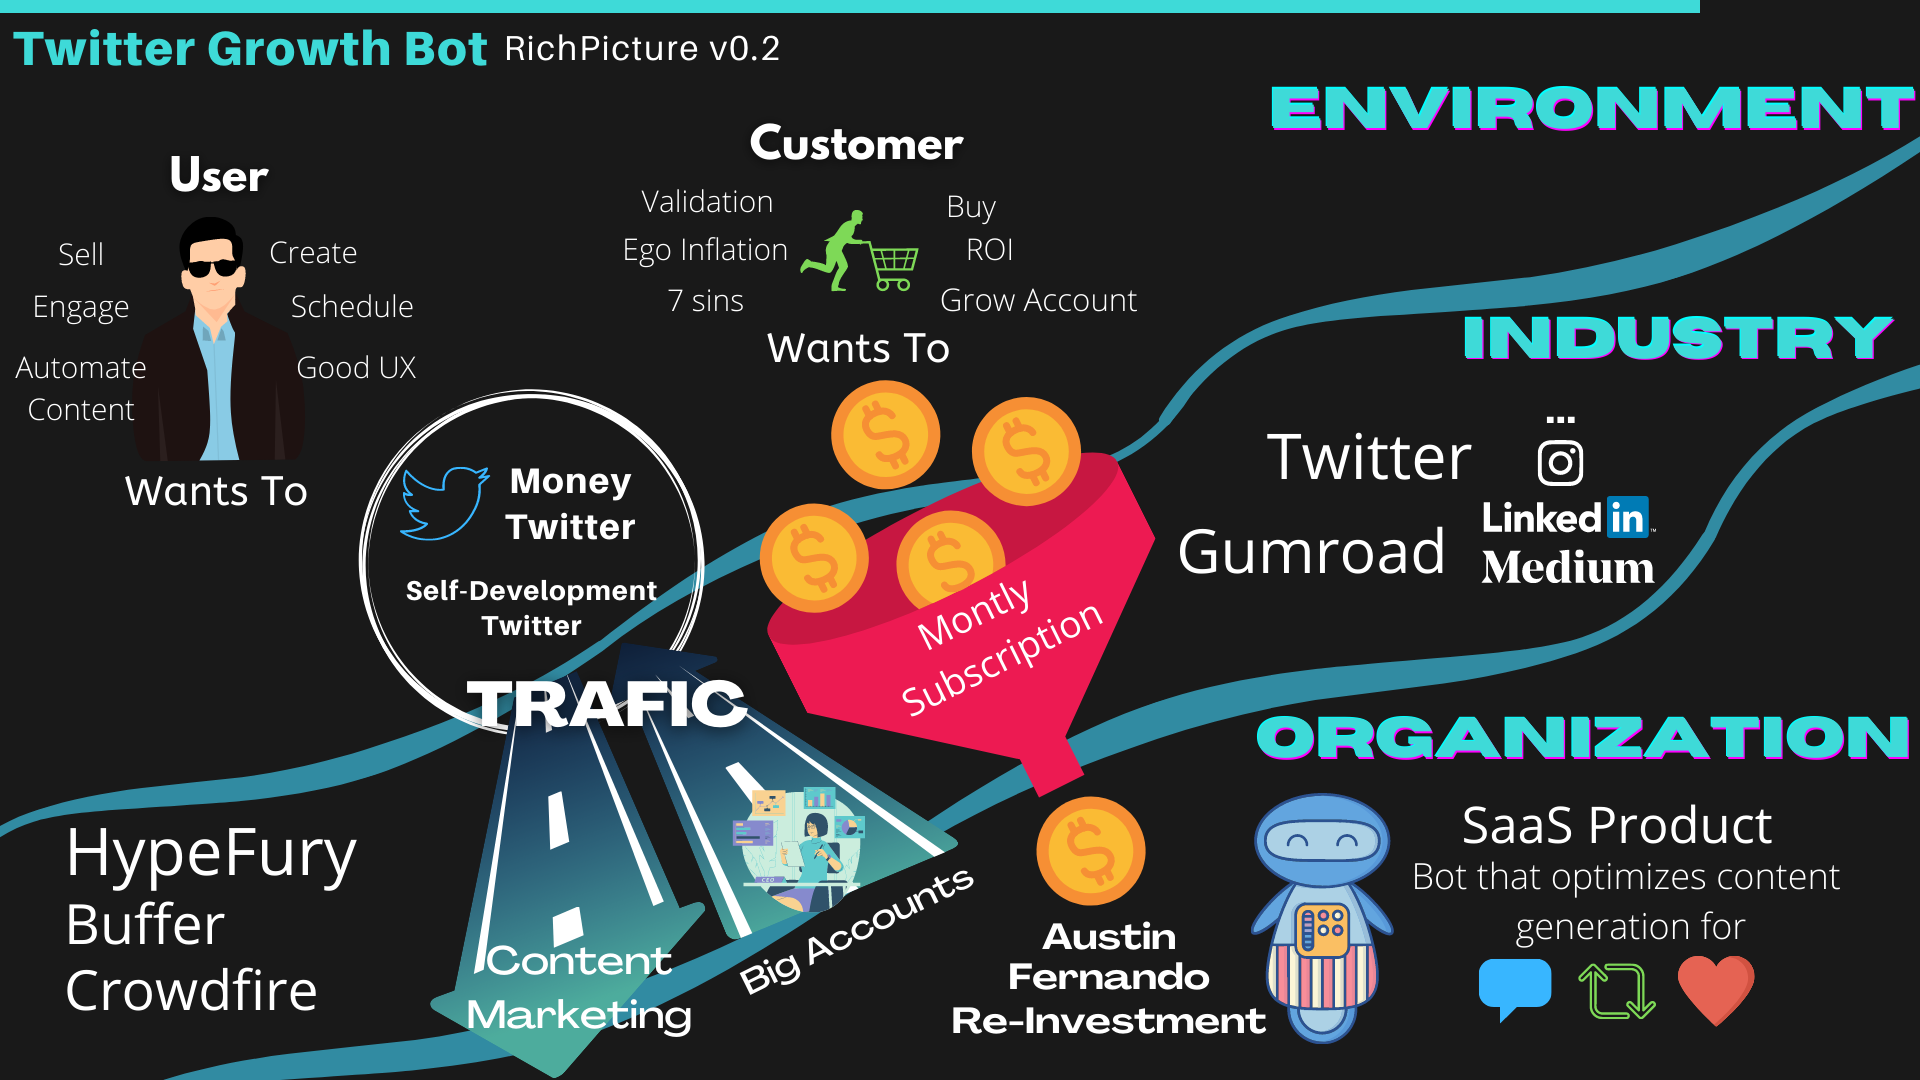 Twitter Growth Bot RichPicture v0.2
ENVIRONMENT
Customer
User
Validation
Buy
Ego Inflation
ROI
7 sins
Grow Account
Wants To
Sell
Create
Engage
Schedule
Automate
Content
Good UX
Wants To
INDUSTRY
Money
Twitter
Self-Development
Twitter
Twitter
...
Gumroad
Linked in™
Medium
Montly
Subscription
TRAFIC
ORGANIZATION
HypeFury
Buffer
Crowdfire
Content
Marketing
CEO
Big Accounts
Austin
Fernando
Re-Investment
SaaS Product
Bot that optimizes content
generation for